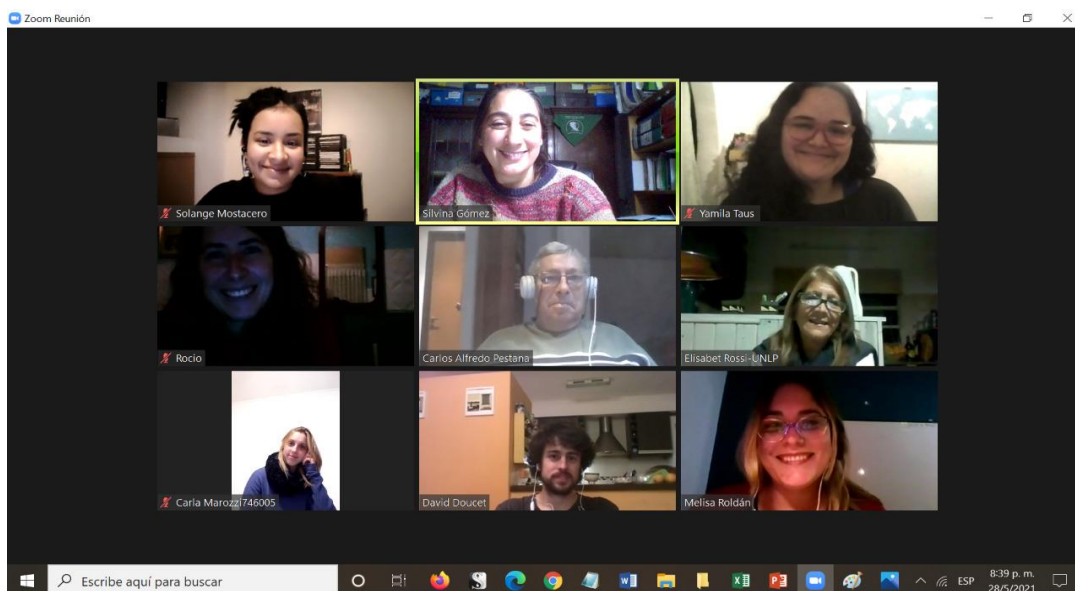 Zoom Reunión
Solange Mostacero
Silvina Gómez
Yamila Taus
Rocio
Carlos Alfredo Pestana
Elisabet Rossi-UNLP
Carla Marozzi746005
David Doucet
Melisa Roldán
Escribe aquí para buscar
ESP
8:39 p. m.
28/5/2021